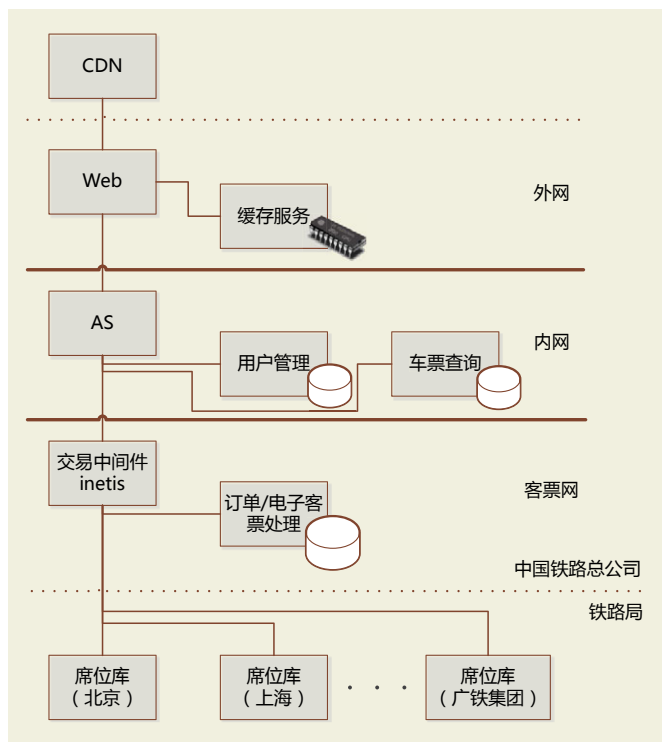 CDN
Web
缓存服务
外网
AS
用户管理
车票查询
内网
交易中间件
inetis
订单/电子客
票处理
客票网
中国铁路总公司
铁路局
席位库
（北京）
席位库
（上海）
· · ·
席位库
（广铁集团）